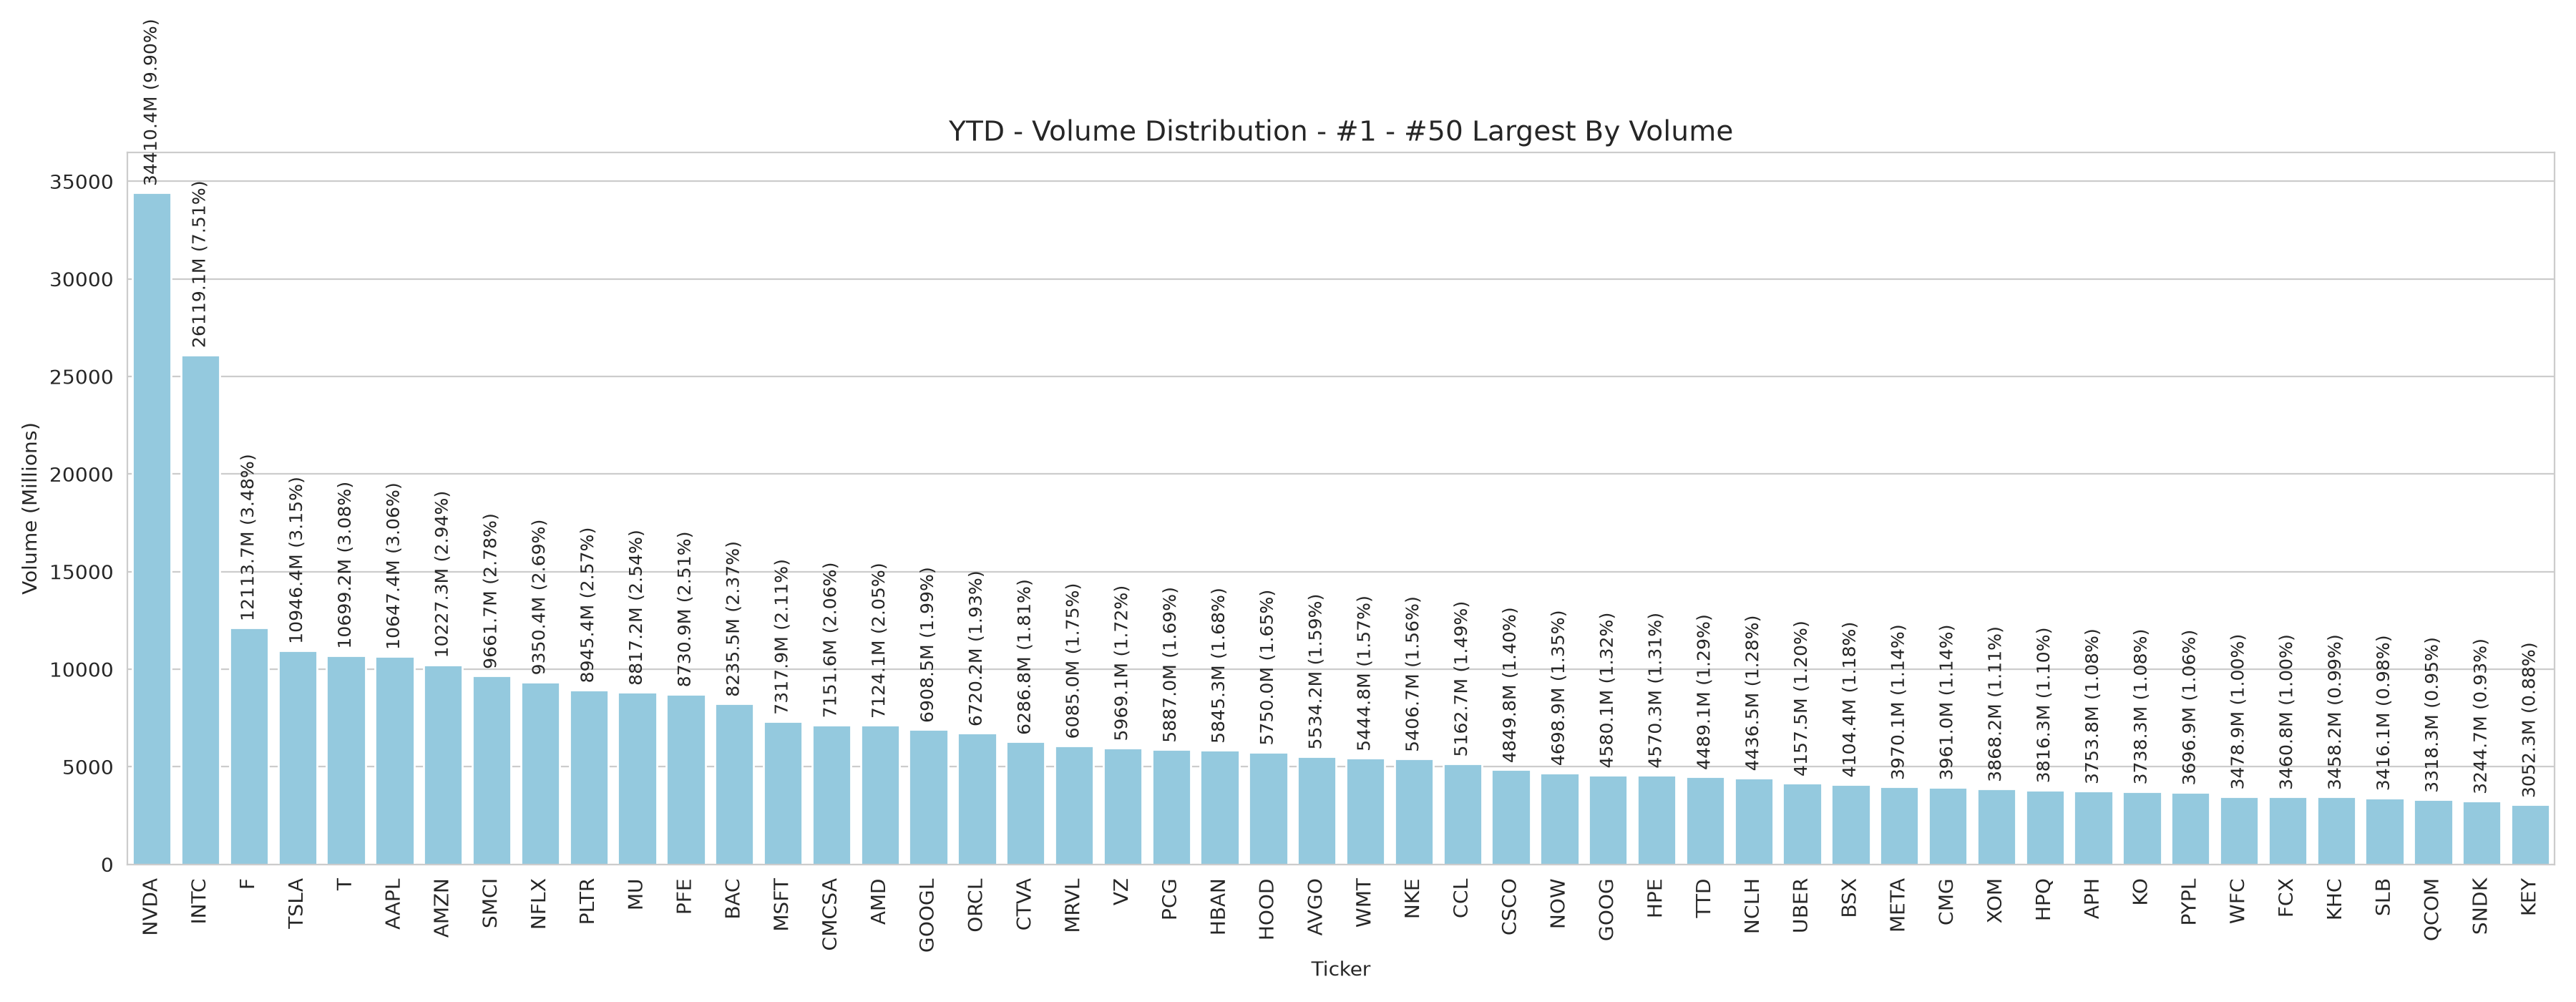 YTD - Volume Distribution - #1 - #50 Largest By Volume
Volume (Millions)
35000
30000
25000
20000
15000
10000
5000
0
34410.4M (9.90%)
26119.1M (7.51%)
12113.7M (3.48%)
10946.4M (3.15%)
10699.2M (3.08%)
10647.4M (3.06%)
10227.3M (2.94%)
9661.7M (2.78%)
9350.4M (2.69%)
8945.4M (2.57%)
8817.2M (2.54%)
8730.9M (2.51%)
8235.5M (2.37%)
7317.9M (2.11%)
7151.6M (2.06%)
7124.1M (2.05%)
6908.5M (1.99%)
6720.2M (1.93%)
6286.8M (1.81%)
6085.0M (1.75%)
5969.1M (1.72%)
5887.0M (1.69%)
5845.3M (1.68%)
5750.0M (1.65%)
5534.2M (1.59%)
5444.8M (1.57%)
5406.7M (1.56%)
5162.7M (1.49%)
4849.8M (1.40%)
4698.9M (1.35%)
4580.1M (1.32%)
4570.3M (1.31%)
4489.1M (1.29%)
4436.5M (1.28%)
4157.5M (1.20%)
4104.4M (1.18%)
3970.1M (1.14%)
3961.0M (1.14%)
3868.2M (1.11%)
3816.3M (1.10%)
3753.8M (1.08%)
3738.3M (1.08%)
3696.9M (1.06%)
3478.9M (1.00%)
3460.8M (1.00%)
3458.2M (0.99%)
3416.1M (0.98%)
3318.3M (0.95%)
3244.7M (0.93%)
3052.3M (0.88%)
NVDA
INTC
F
TSLA
T
AAPL
AMZN
SMCI
NFLX
PLTR
MU
PFE
BAC
MSFT
CMCSA
AMD
GOOGL
ORCL
CTVA
MRVL
VZ
PCG
HBAN
HOOD
AVGO
WMT
NKE
CCL
CSCO
NOW
GOOG
HPE
TTD
NCLH
UBER
BSX
META
CMG
XOM
HPQ
APH
KO
PYPL
WFC
FCX
KHC
SLB
QCOM
SNDK
KEY
Ticker